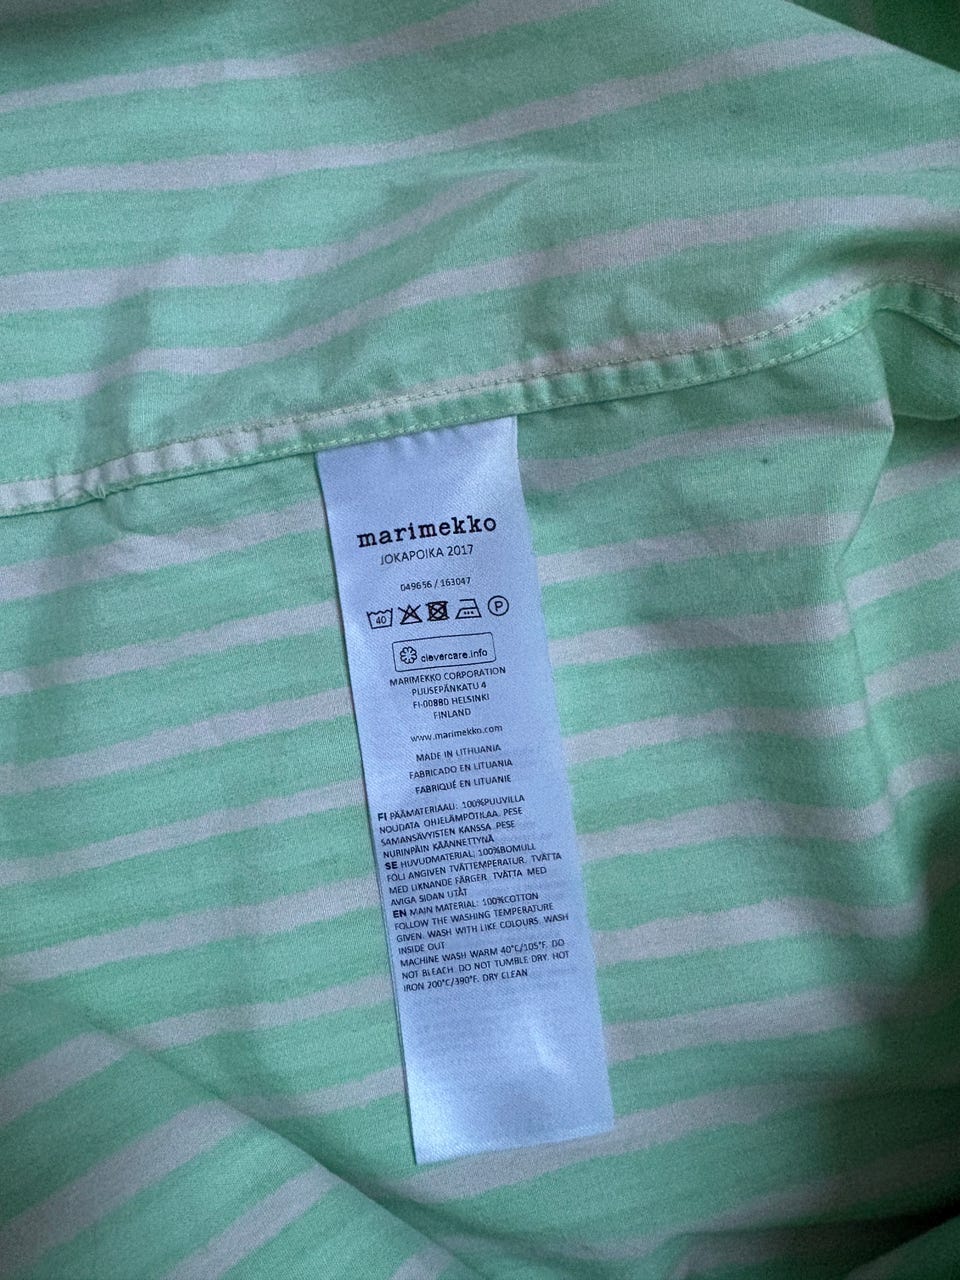 marimekko
JOKAPOIKA 2017
049656 / 163047
40 P
clevercare.info
MARIMEKKO CORPORATION
PUUSEPÄNKATU 4
FI-00880 HELSINKI
FINLAND
www.marimekko.com
MADE IN LITHUANIA
FABRICADO EN LITUANIA
FABRIQUÉ EN LITUANIE
FI PÄÄMATERIAALI: 100%PUUVILLA
NOUDATA OHJELÄMPÖTILAA. PESE
SAMANSÄVYISTEN KANSSA. PESE
NURINPÄIN KÄÄNNETTYNÄ
SE HUVUDMATERIAL: 100%BOMULL
FÖLJ ANGIVEN TVÄTTEMPERATUR. TVÄTTA
MED LIKNANDE FÄRGER. TVÄTTA MED
AVIGA SIDAN UTÅT
EN MAIN MATERIAL: 100%COTTON
FOLLOW THE WASHING TEMPERATURE
GIVEN. WASH WITH LIKE COLOURS. WASH
INSIDE OUT
MACHINE WASH WARM 40°C/105°F. DO
NOT BLEACH. DO NOT TUMBLE DRY. HOT
IRON 200°C/390°F. DRY CLEAN